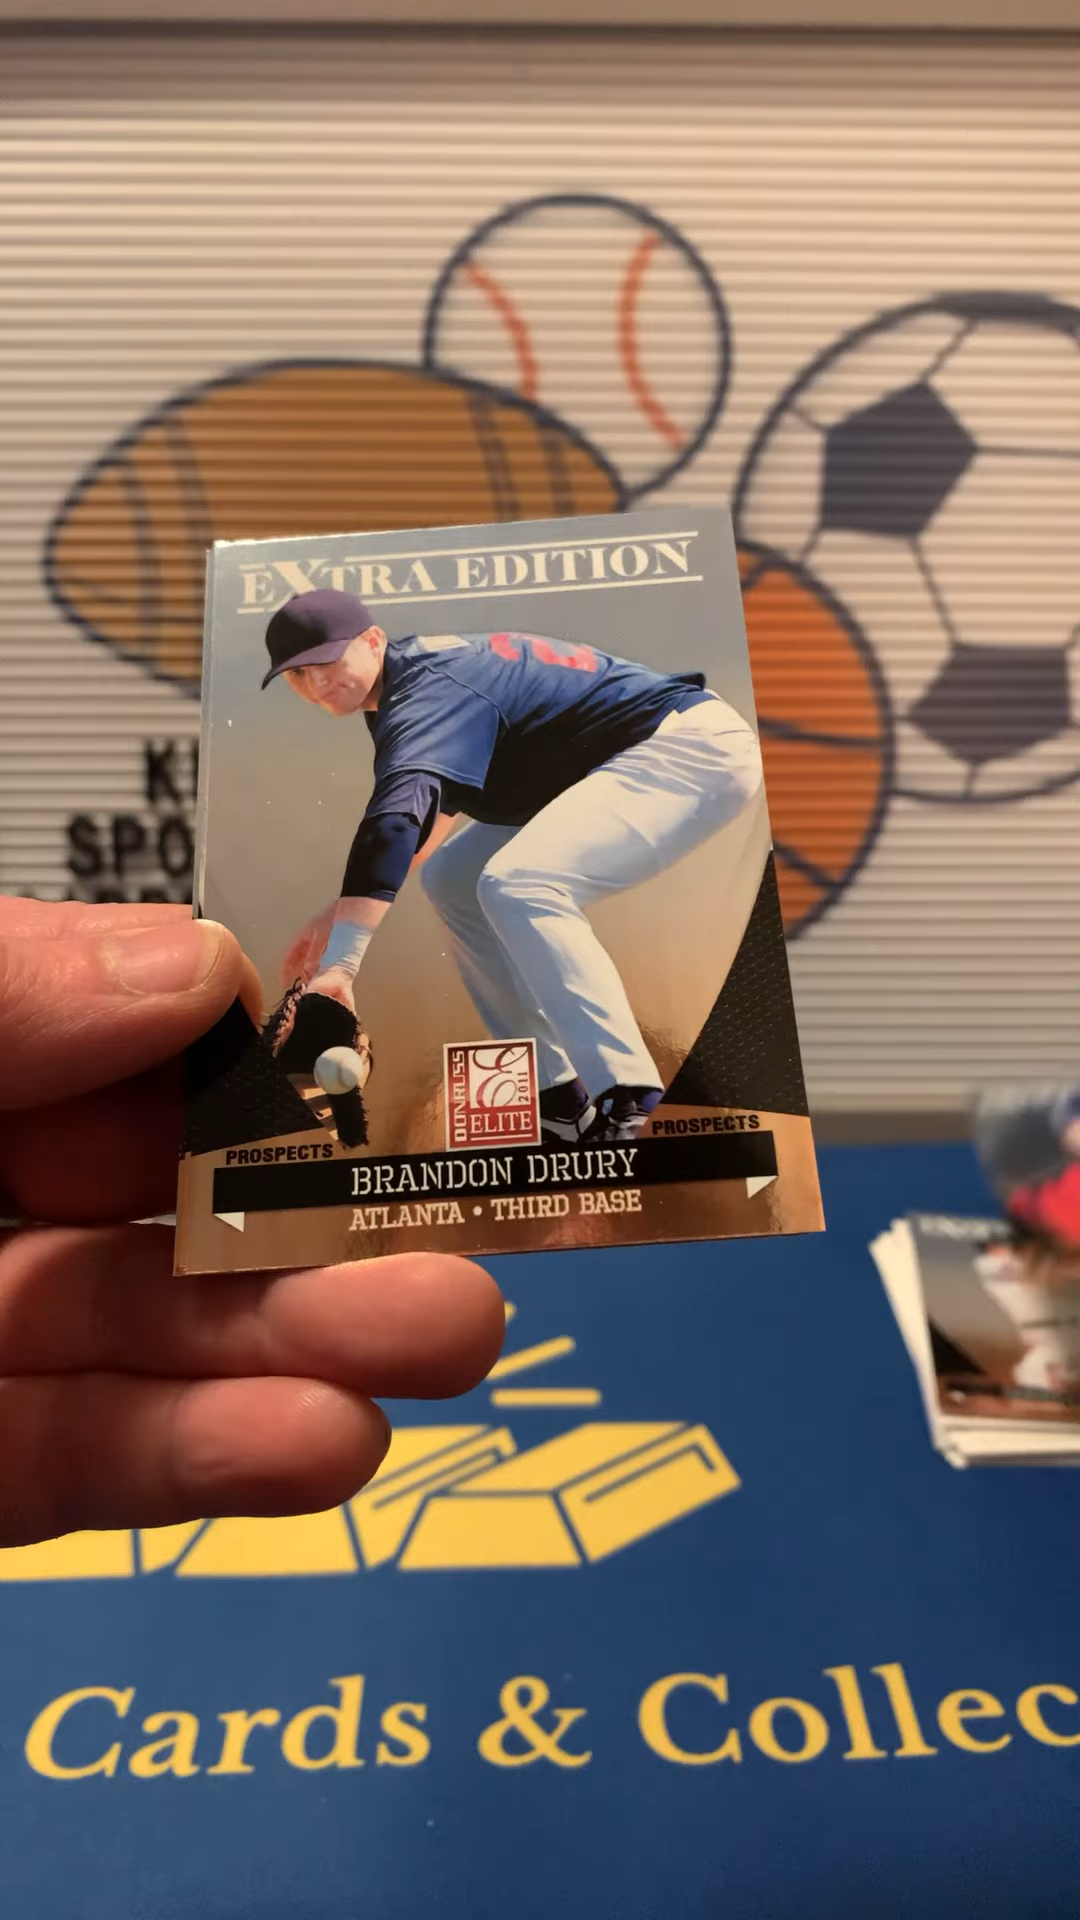 EXTRA EDITION
K
SPO
DONRUSS
ELITE
2011
PROSPECTS
PROSPECTS
BRANDON DRURY
ATLANTA • THIRD BASE
Cards & Collec